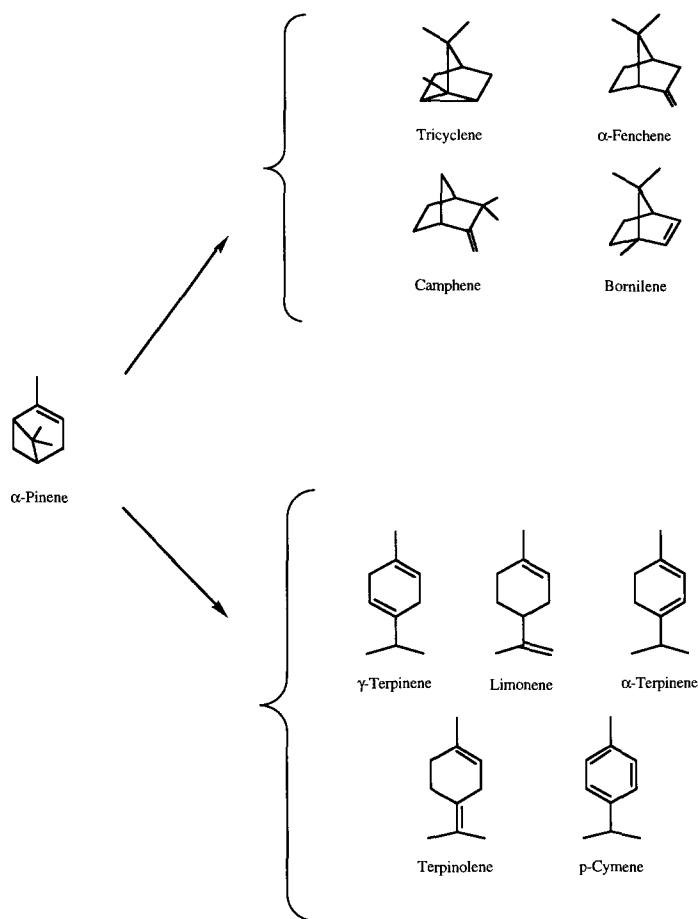 Tricyclene
α-Fenchene
Camphene
Bornilene
α-Pinene
γ-Terpinene
Limonene
α-Terpinene
Terpinolene
p-Cymene